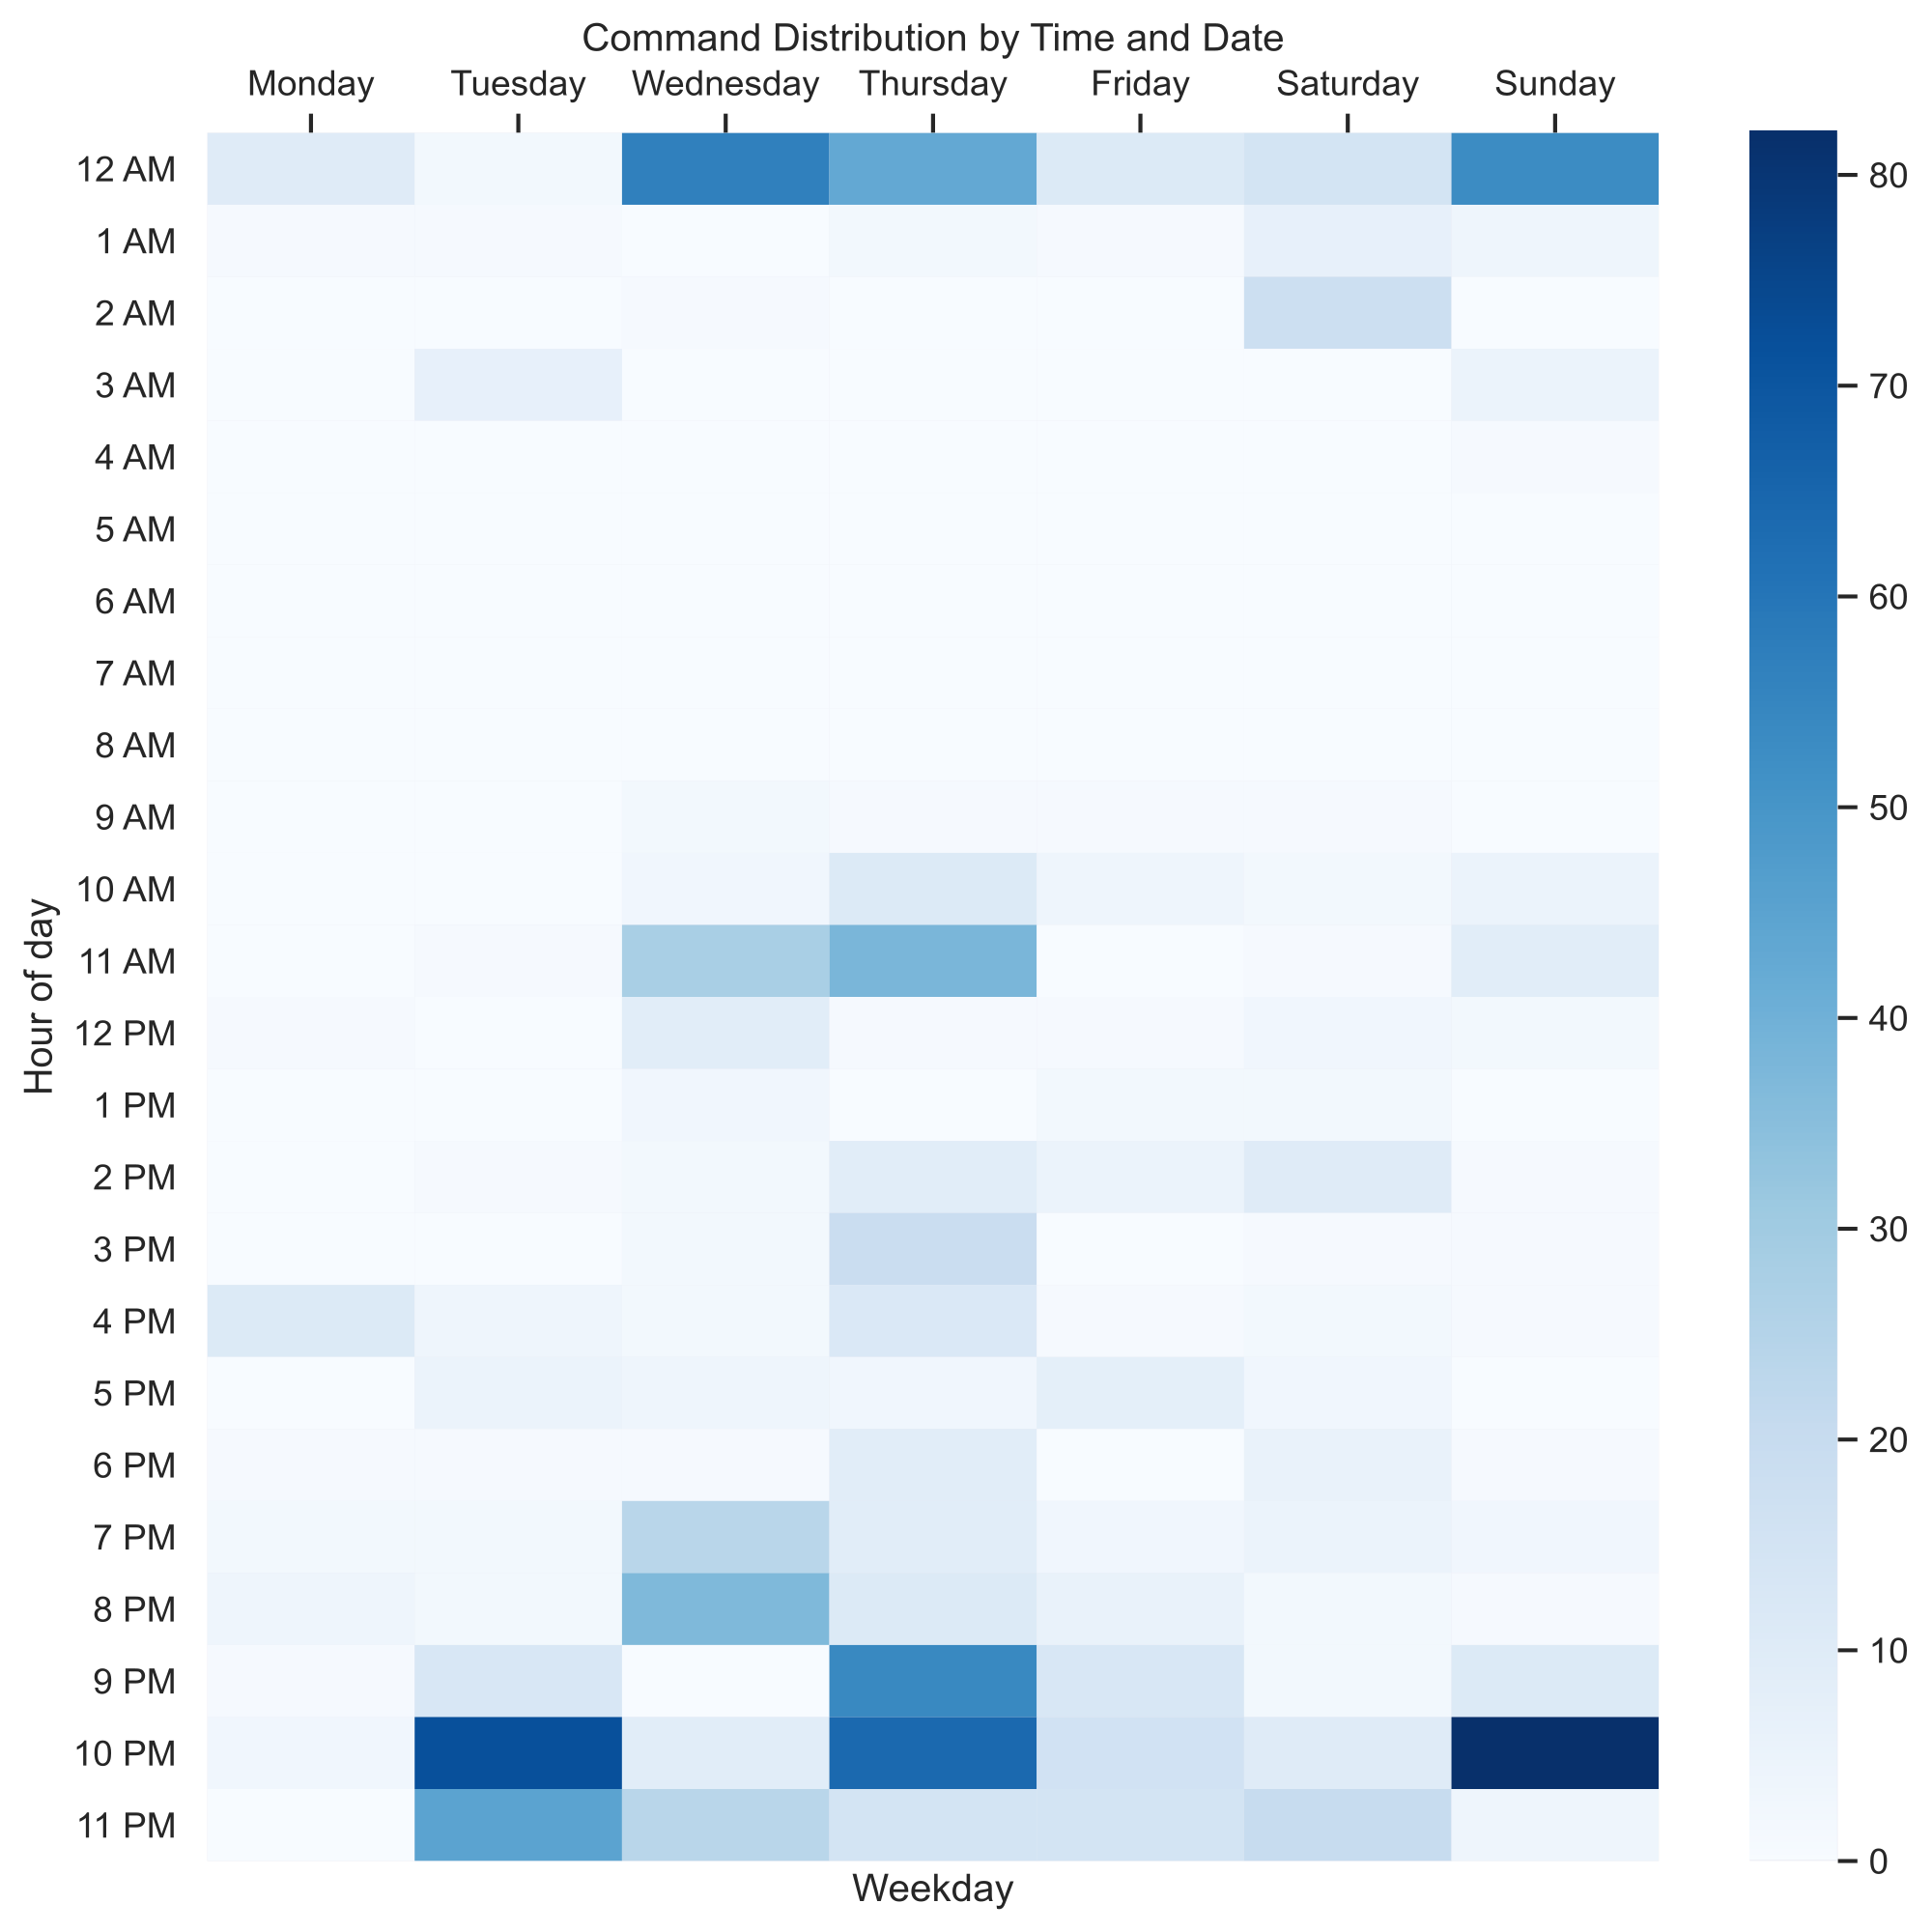 Command Distribution by Time and Date
Monday Tuesday Wednesday Thursday Friday Saturday Sunday
12 AM
1 AM
2 AM
3 AM
4 AM
5 AM
6 AM
7 AM
8 AM
9 AM
10 AM
11 AM
12 PM
1 PM
2 PM
3 PM
4 PM
5 PM
6 PM
7 PM
8 PM
9 PM
10 PM
11 PM
Hour of day
Weekday
80
70
60
50
40
30
20
10
0